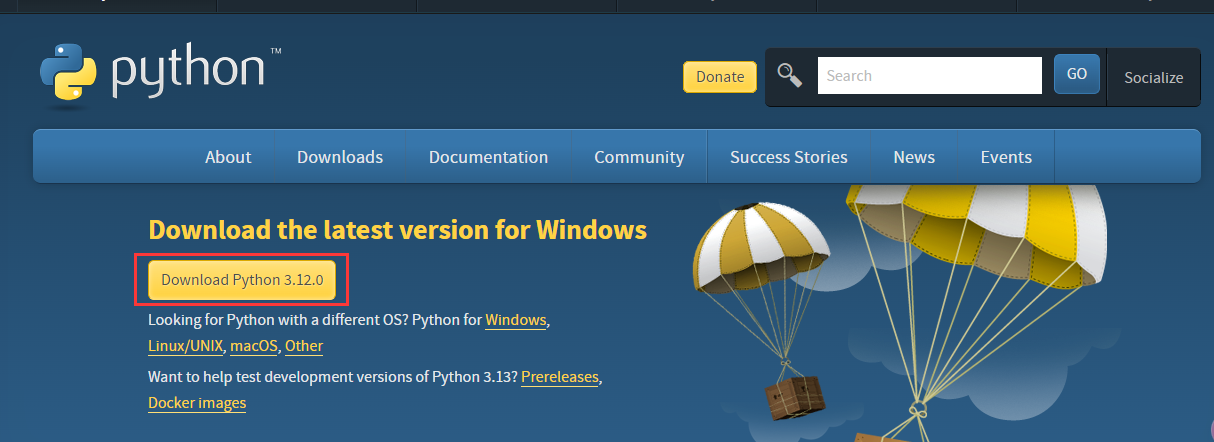 python™
Donate
Search
GO
Socialize
About Downloads Documentation Community Success Stories News Events
Download the latest version for Windows
Download Python 3.12.0
Looking for Python with a different OS? Python for Windows,
Linux/UNIX, macOS, Other
Want to help test development versions of Python 3.13? Prereleases,
Docker images